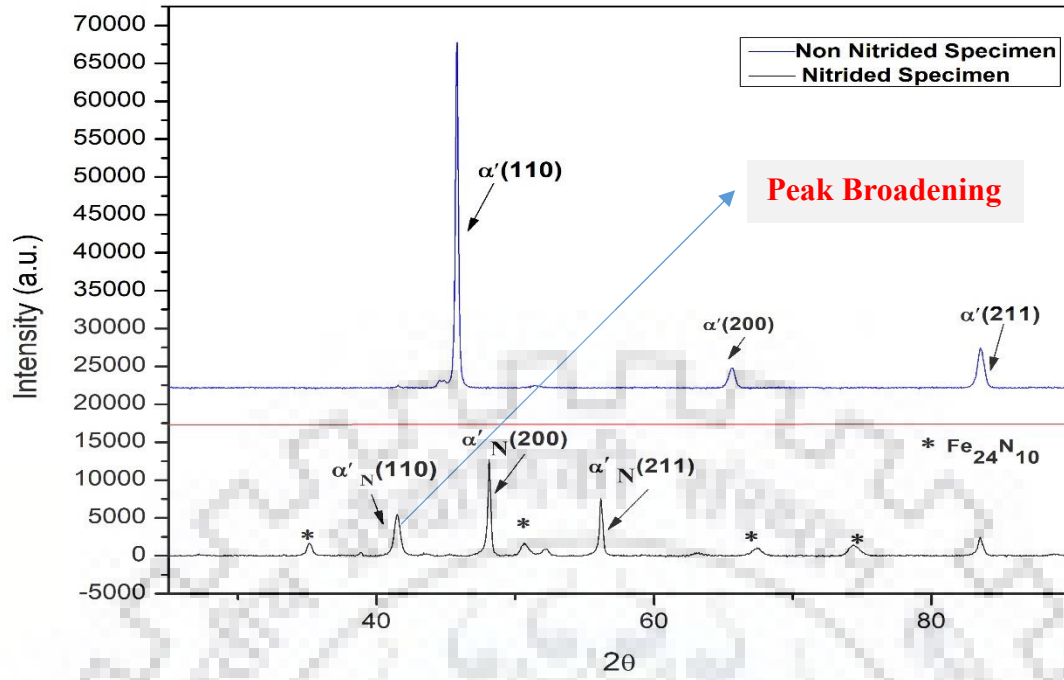 70000
65000
60000
55000
50000
45000
40000
35000
30000
25000
20000
15000
10000
5000
0
-5000
Intensity (a.u.)
Non Nitrided Specimen
Nitrided Specimen
α'(110)
Peak Broadening
α'(200)
α'(211)
α'N(110)
α'N(200)
α'N(211)
* Fe24N10
*
*
*
*
40
60
80
2θ